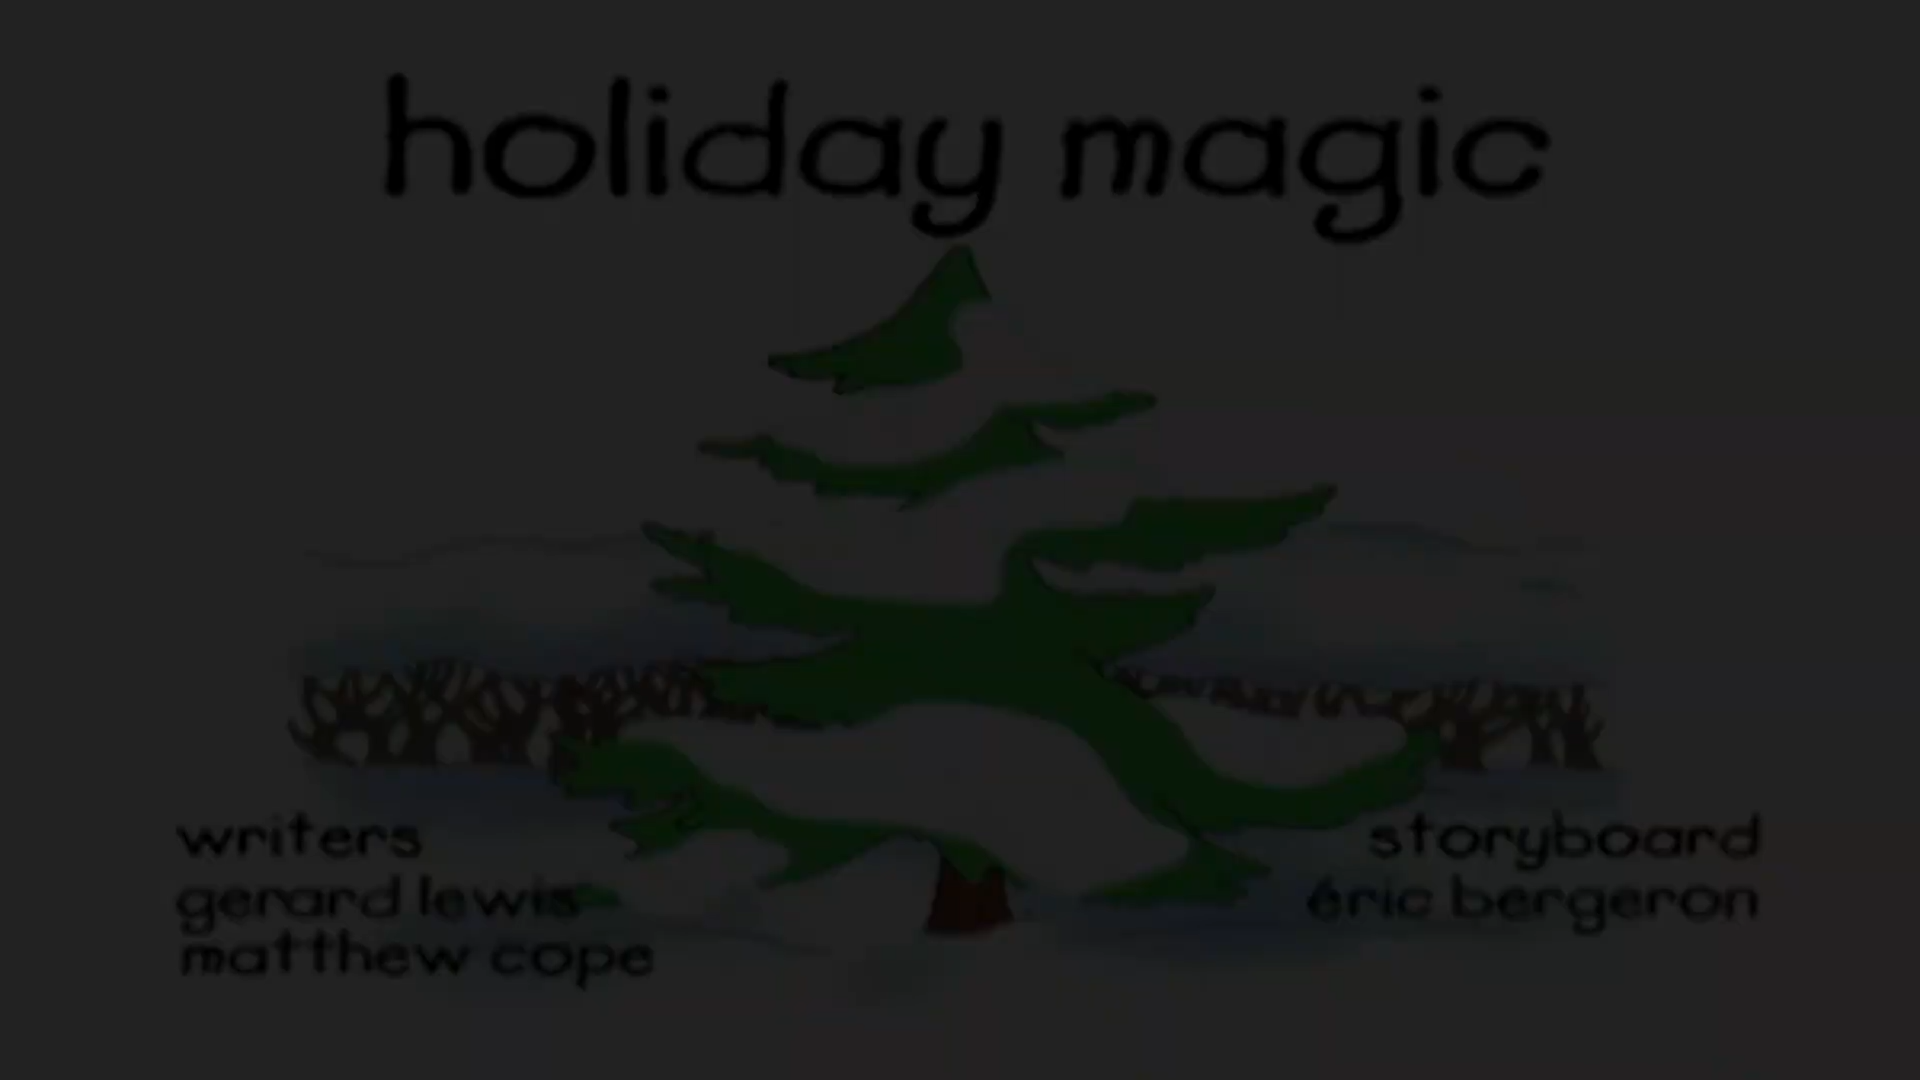 holiday magic
writers
gerard lewis
matthew cope
storyboard
éric bergeron